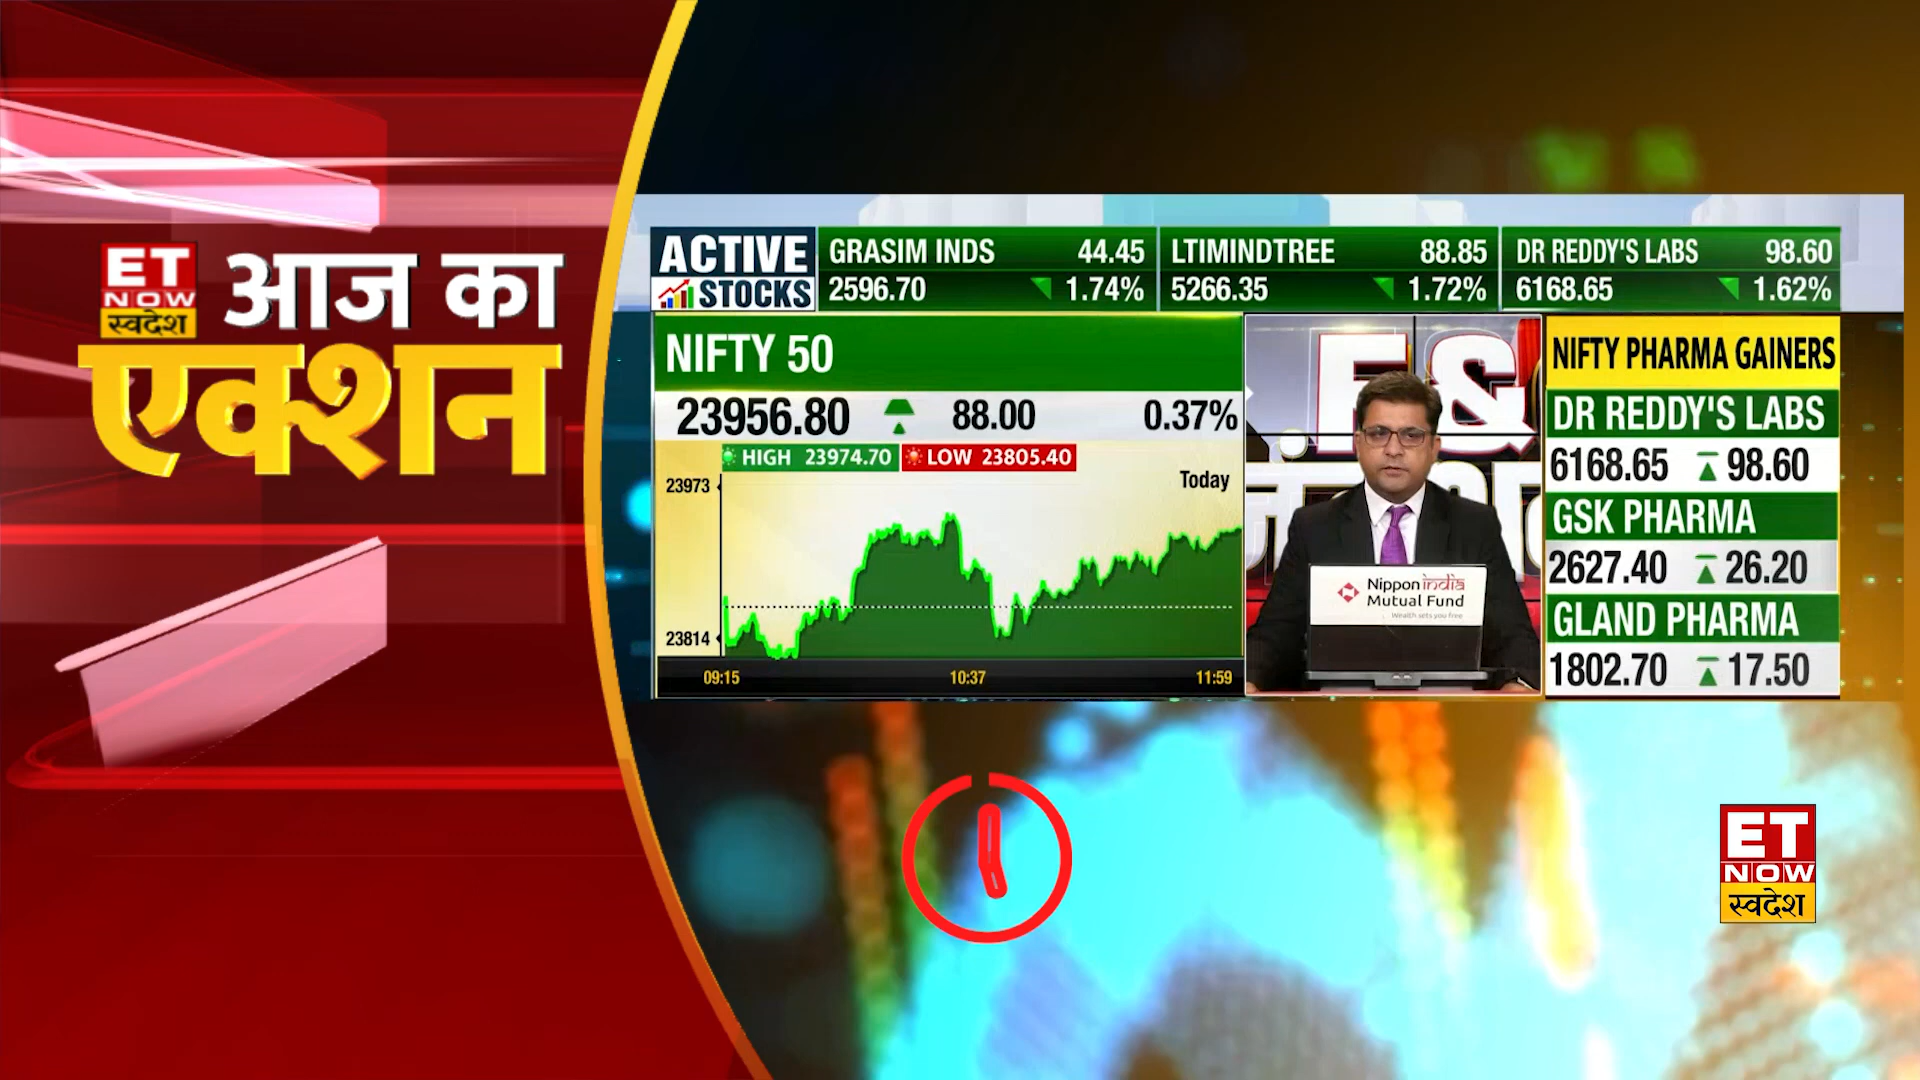 ET
NOW
स्वदेश
आज का
एक्शन
ACTIVE
STOCKS
GRASIM INDS 44.45
2596.70 1.74%
LTIMINDTREE 88.85
5266.35 1.72%
DR REDDY'S LABS 98.60
6168.65 1.62%
NIFTY 50
23956.80 88.00 0.37%
HIGH 23974.70 LOW 23805.40
Today
23973
23814
09:15 10:37 11:59
F&
Nippon india
Mutual Fund
Wealth sets you free
NIFTY PHARMA GAINERS
DR REDDY'S LABS
6168.65 98.60
GSK PHARMA
2627.40 26.20
GLAND PHARMA
1802.70 17.50
ET
NOW
स्वदेश